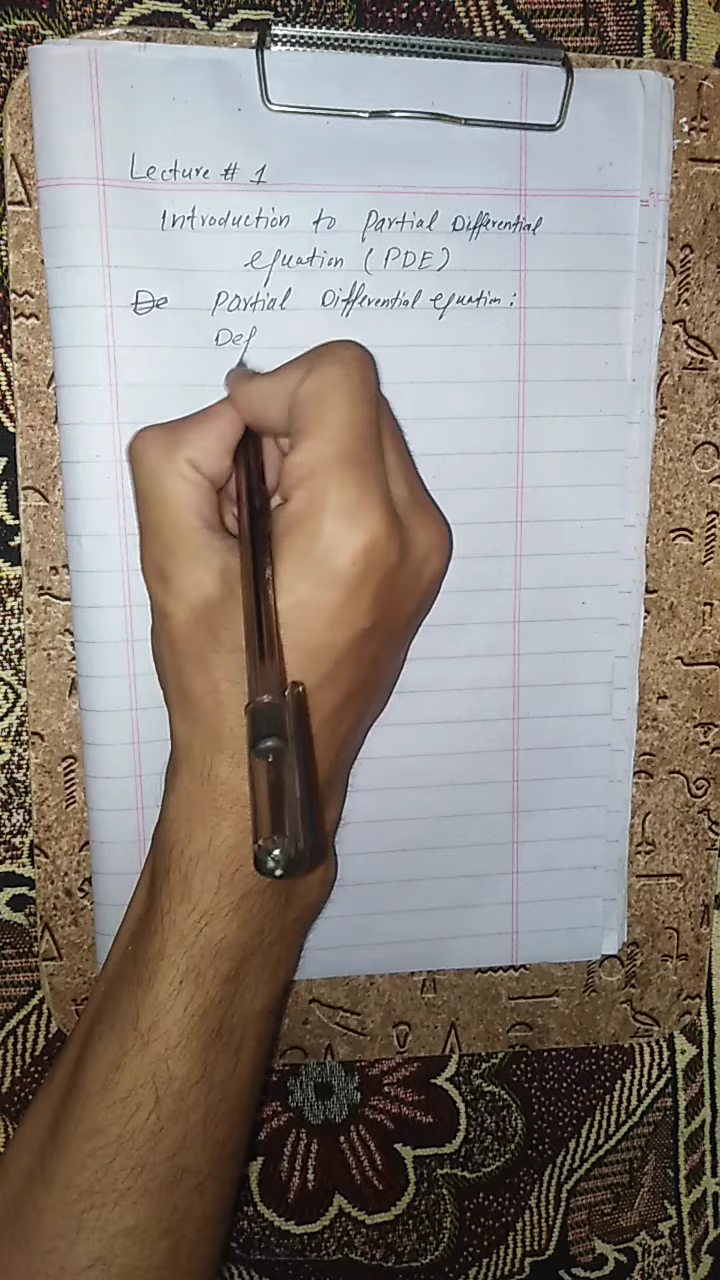 Lecture # 1
Introduction to Partial Differential
equation (PDE)
De Partial Differential equation:
Def